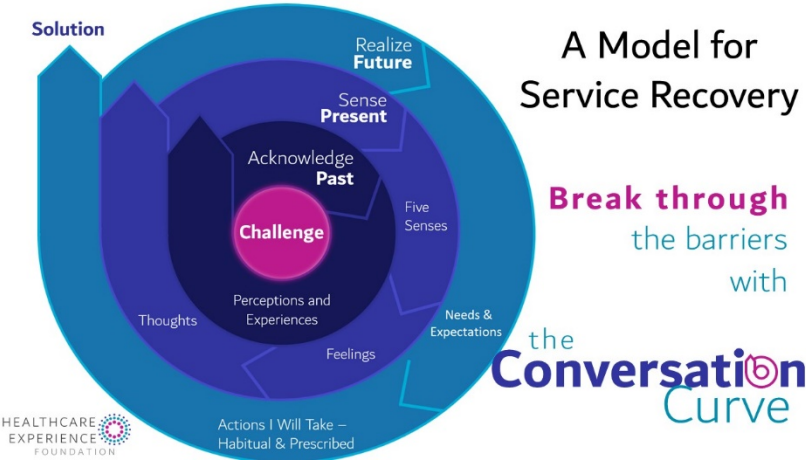 Solution
Realize
Future
Sense
Present
Acknowledge
Past
Challenge
Five
Senses
Perceptions and
Experiences
Thoughts
Feelings
Needs &
Expectations
Actions I Will Take –
Habitual & Prescribed
A Model for
Service Recovery
Break through
the barriers
with
the
Conversation
Curve
HEALTHCARE
EXPERIENCE
FOUNDATION